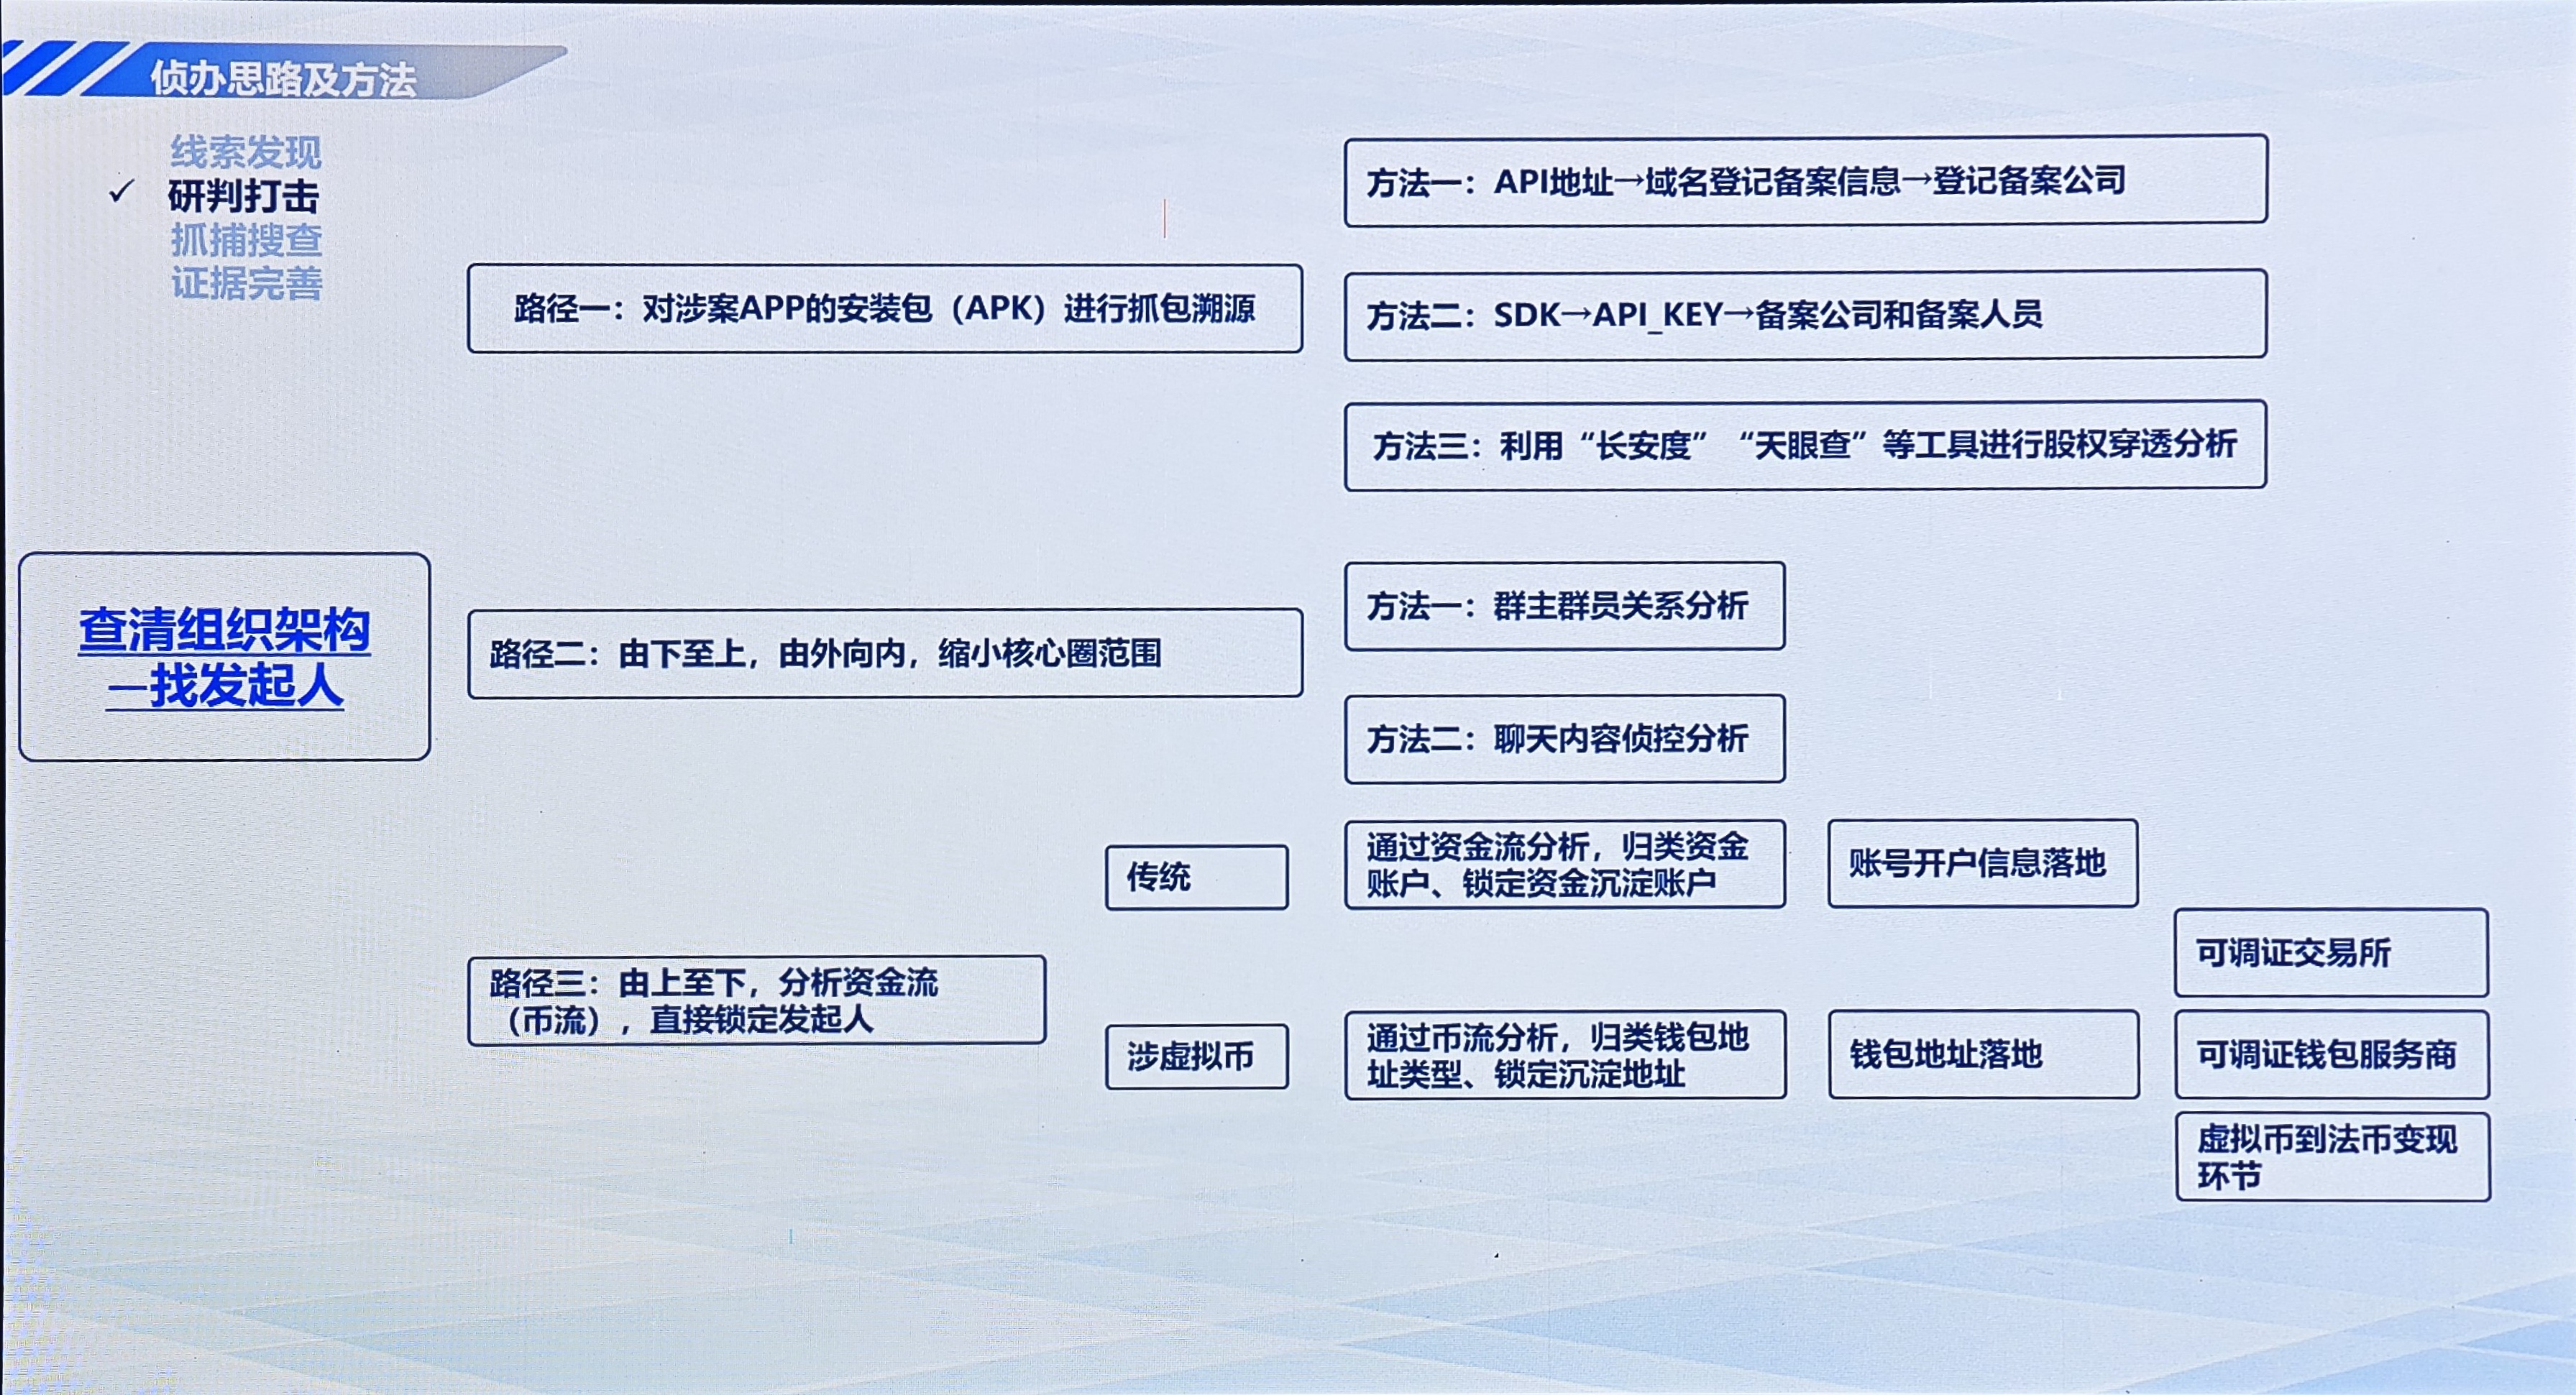 侦办思路及方法
线索发现
✓ 研判打击
抓捕搜查
证据完善
查清组织架构
—找发起人
路径一：对涉案APP的安装包（APK）进行抓包溯源
方法一：API地址→域名登记备案信息→登记备案公司
方法二：SDK→API_KEY→备案公司和备案人员
方法三：利用“长安度”“天眼查”等工具进行股权穿透分析
路径二：由下至上，由外向内，缩小核心圈范围
方法一：群主群员关系分析
方法二：聊天内容侦控分析
路径三：由上至下，分析资金流
（币流），直接锁定发起人
传统
通过资金流分析，归类资金
账户、锁定资金沉淀账户
账号开户信息落地
涉虚拟币
通过币流分析，归类钱包地
址类型、锁定沉淀地址
钱包地址落地
可调证交易所
可调证钱包服务商
虚拟币到法币变现
环节